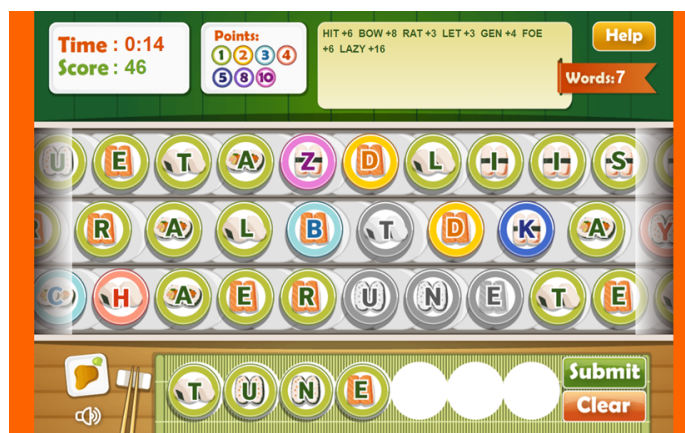 Time : 0:14
Score : 46
Points:
1 2 3 4
5 8 10
HIT +6 BOW +8 RAT +3 LET +3 GEN +4 FOE
+6 LAZY +16
Help
Words:7
U E T A Z D L I I S
R R A L B T D K A Y
C H A E R U N E T E
T U N E
Submit
Clear